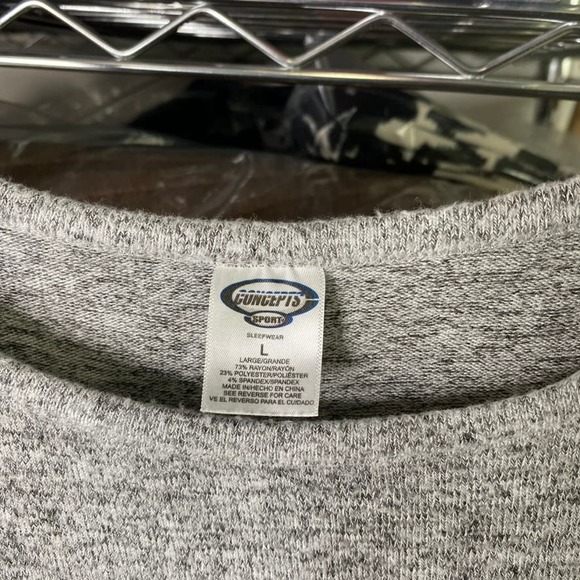 CONCEPTS
SPORT
SLEEPWEAR
L
LARGE/GRANDE
73% RAYON/RAYÓN
23% POLYESTER/POLIÉSTER
4% SPANDEX/SPANDEX
MADE IN/HECHO EN CHINA
SEE REVERSE FOR CARE
VE EL REVERSO PARA EL CUIDADO